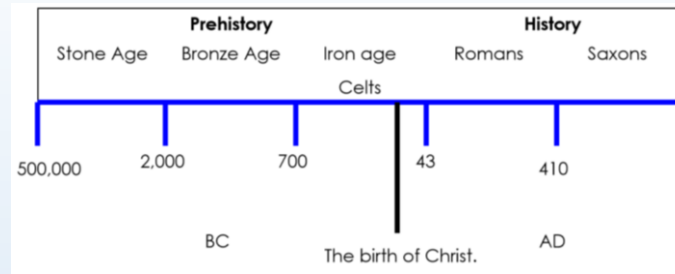 Prehistory History
Stone Age Bronze Age Iron age Romans Saxons
Celts
500,000 2,000 700 43 410
BC AD
The birth of Christ.